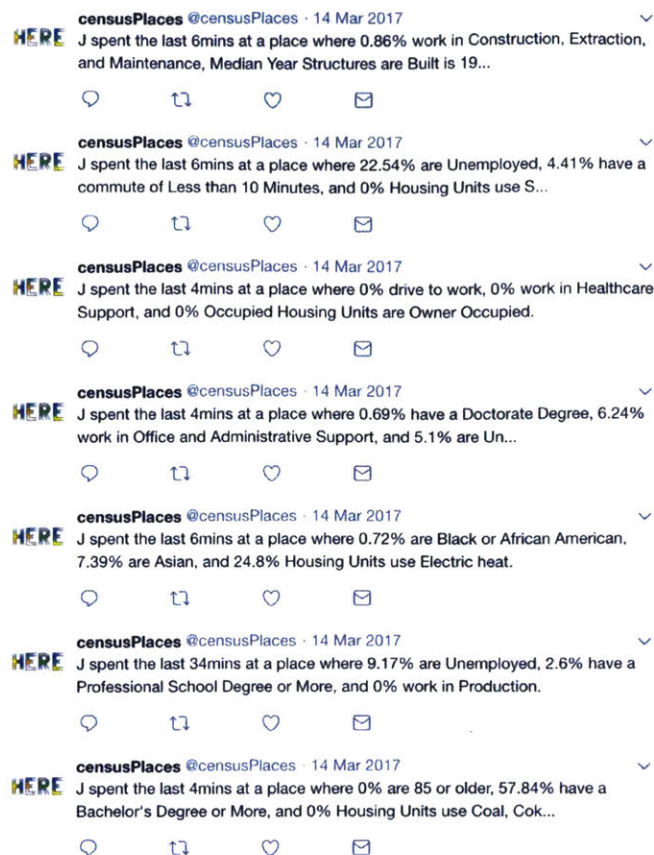 censusPlaces @censusPlaces · 14 Mar 2017
HERE J spent the last 6mins at a place where 0.86% work in Construction, Extraction,
and Maintenance, Median Year Structures are Built is 19...
censusPlaces @censusPlaces · 14 Mar 2017
HERE J spent the last 6mins at a place where 22.54% are Unemployed, 4.41% have a
commute of Less than 10 Minutes, and 0% Housing Units use S...
censusPlaces @censusPlaces · 14 Mar 2017
HERE J spent the last 4mins at a place where 0% drive to work, 0% work in Healthcare
Support, and 0% Occupied Housing Units are Owner Occupied.
censusPlaces @censusPlaces · 14 Mar 2017
HERE J spent the last 4mins at a place where 0.69% have a Doctorate Degree, 6.24%
work in Office and Administrative Support, and 5.1% are Un...
censusPlaces @censusPlaces · 14 Mar 2017
HERE J spent the last 6mins at a place where 0.72% are Black or African American,
7.39% are Asian, and 24.8% Housing Units use Electric heat.
censusPlaces @censusPlaces · 14 Mar 2017
HERE J spent the last 34mins at a place where 9.17% are Unemployed, 2.6% have a
Professional School Degree or More, and 0% work in Production.
censusPlaces @censusPlaces · 14 Mar 2017
HERE J spent the last 4mins at a place where 0% are 85 or older, 57.84% have a
Bachelor's Degree or More, and 0% Housing Units use Coal, Cok...